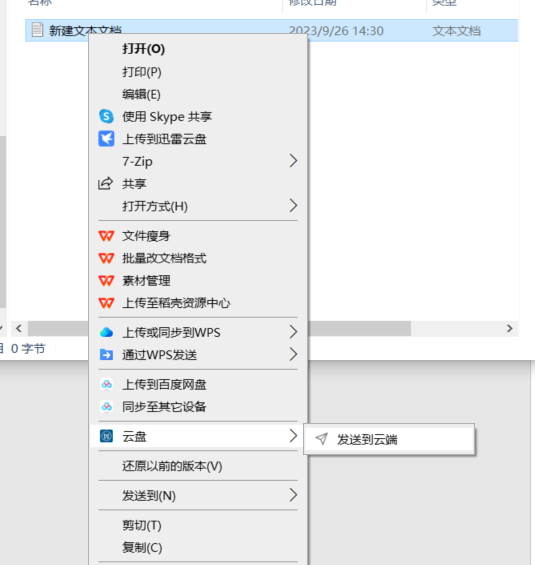 名称 修改日期 类型
新建文本文档 2023/9/26 14:30 文本文档
打开(O)
打印(P)
编辑(E)
使用 Skype 共享
上传到迅雷云盘
7-Zip
共享
打开方式(H)
文件瘦身
批量改文档格式
素材管理
上传至稻壳资源中心
上传或同步到WPS
0 字节
通过WPS发送
上传到百度网盘
同步至其它设备
云盘
发送到云端
还原以前的版本(V)
发送到(N)
剪切(T)
复制(C)